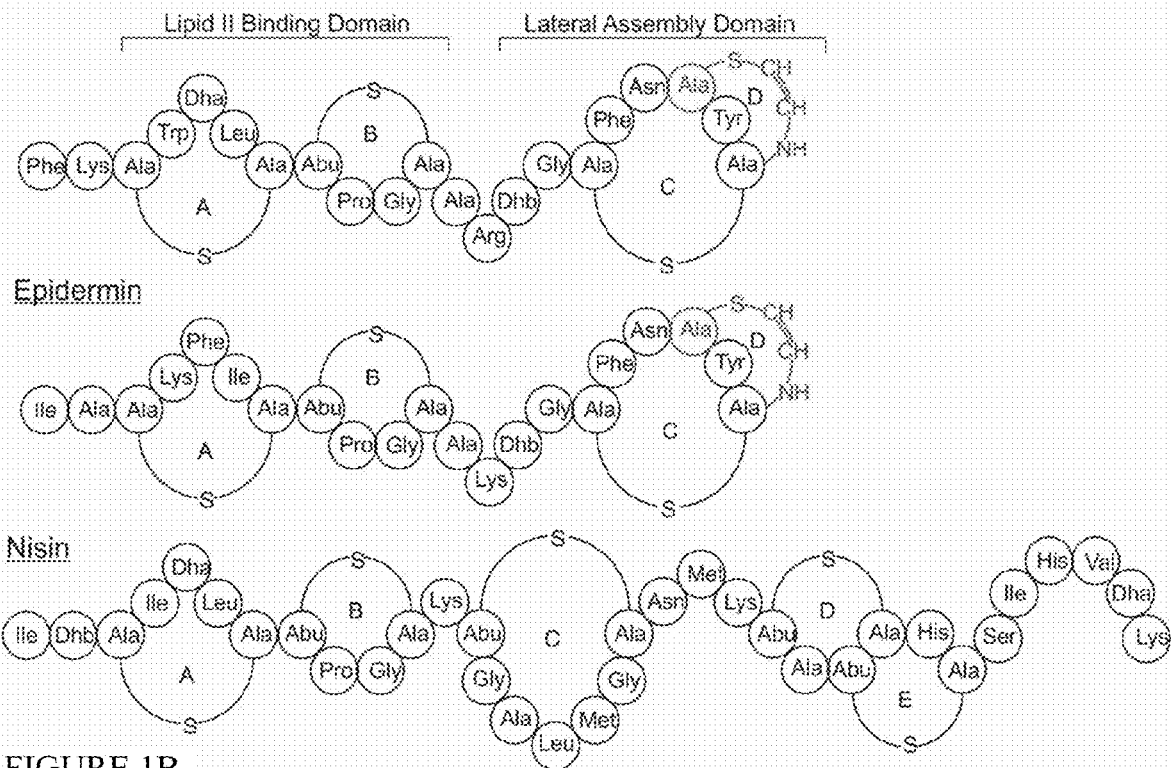 Lipid II Binding Domain Lateral Assembly Domain
Phe Lys Ala Trp Dha Leu Ala Abu Pro Gly Ala Ala Arg Dhb Gly Ala Phe Asn Ala Tyr Ala
A S B S C S D S CH CH NH
Epidermin
Ile Ala Ala Lys Phe Ile Ala Abu Pro Gly Ala Ala Lys Dhb Gly Ala Phe Asn Ala Tyr Ala
A S B S C S D S CH CH NH
Nisin
Ile Dhb Ala Ile Dha Leu Ala Abu Pro Gly Ala Lys Abu Gly Ala Leu Met Gly Ala Asn Met Lys Abu Ala Abu Ala His Ala Ser Ile His Val Dha Lys
A S B S C S D S E S
FIGURE 1B